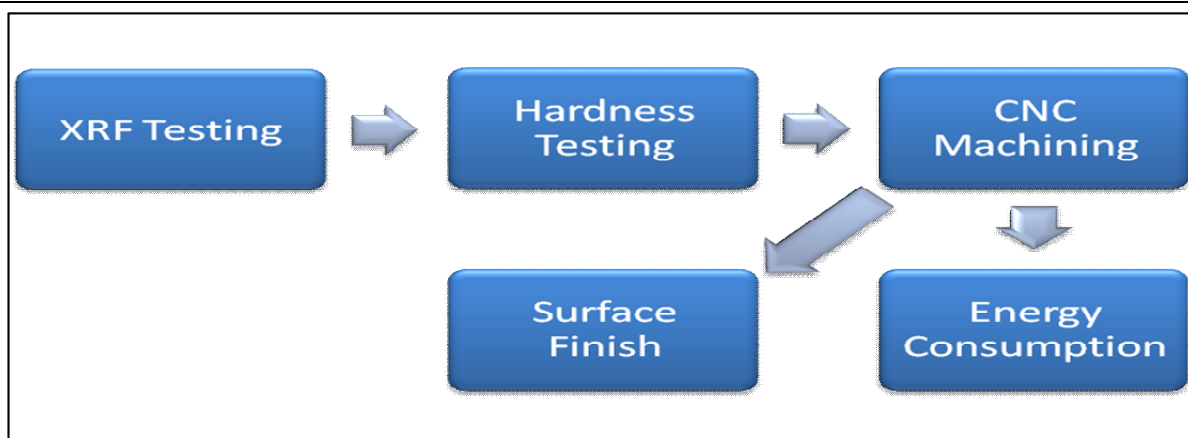 XRF Testing
Hardness
Testing
CNC
Machining
Surface
Finish
Energy
Consumption